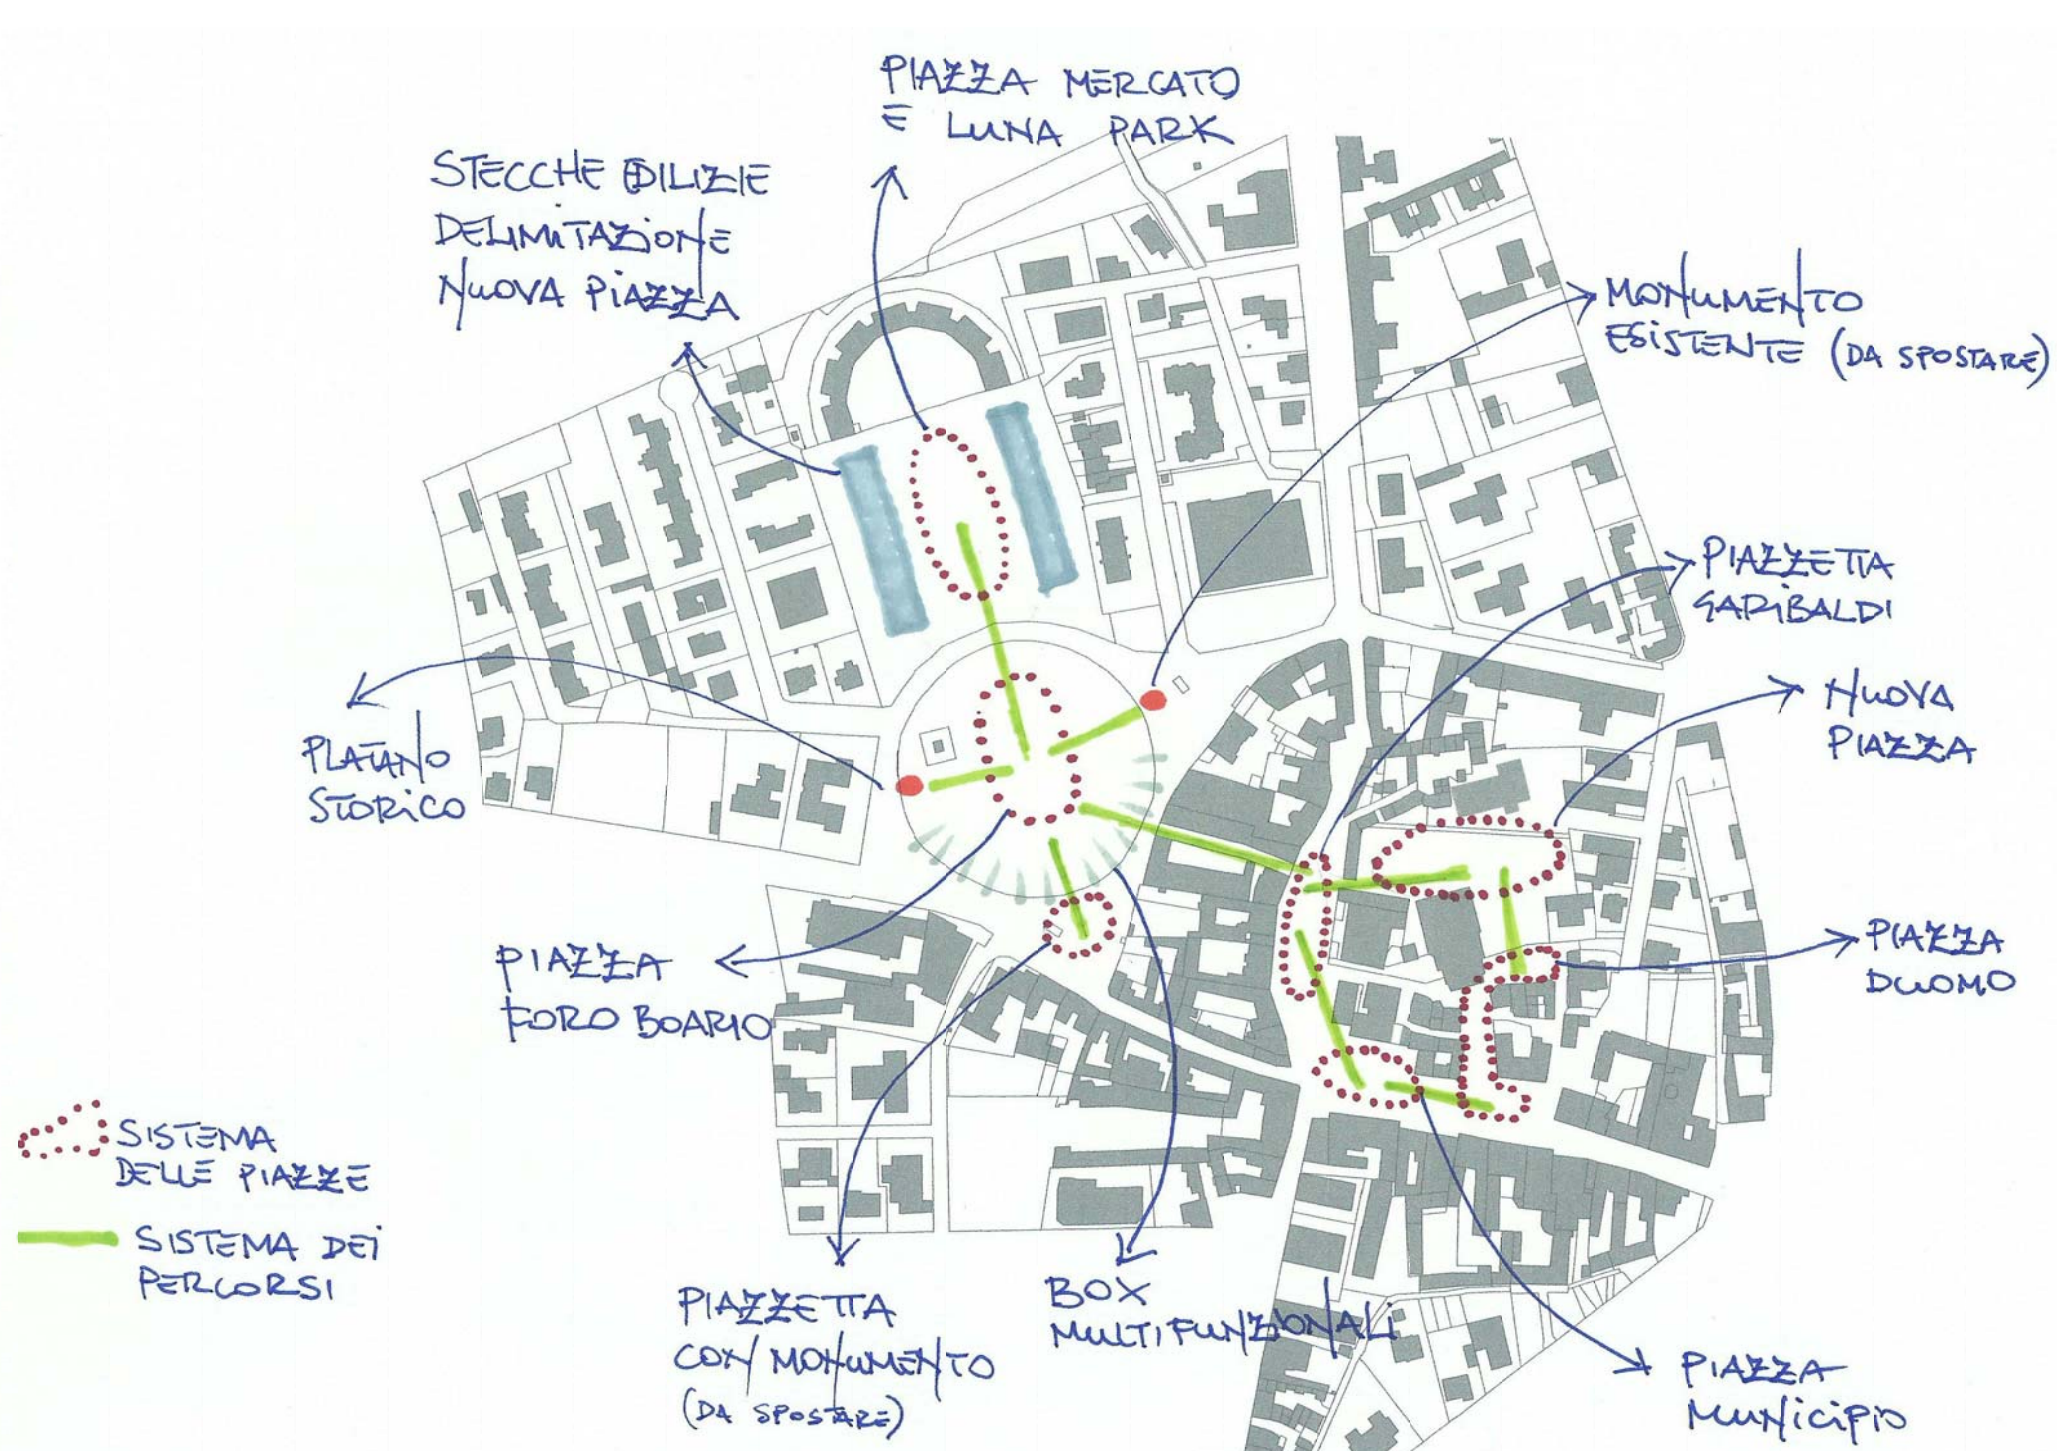 PIAZZA MERCATO
E LUNA PARK
STECCHE EDILIZIE
DELIMITAZIONE
NUOVA PIAZZA
MONUMENTO
ESISTENTE (DA SPOSTARE)
PIAZZETTA
GARIBALDI
NUOVA
PIAZZA
PLATANO
STORICO
PIAZZA
DUOMO
PIAZZA
FORO BOARIO
SISTEMA
DELLE PIAZZE
SISTEMA DEI
PERCORSI
PIAZZETTA
CON MONUMENTO
(DA SPOSTARE)
BOX
MULTIFUNZIONALI
PIAZZA
MUNICIPIO